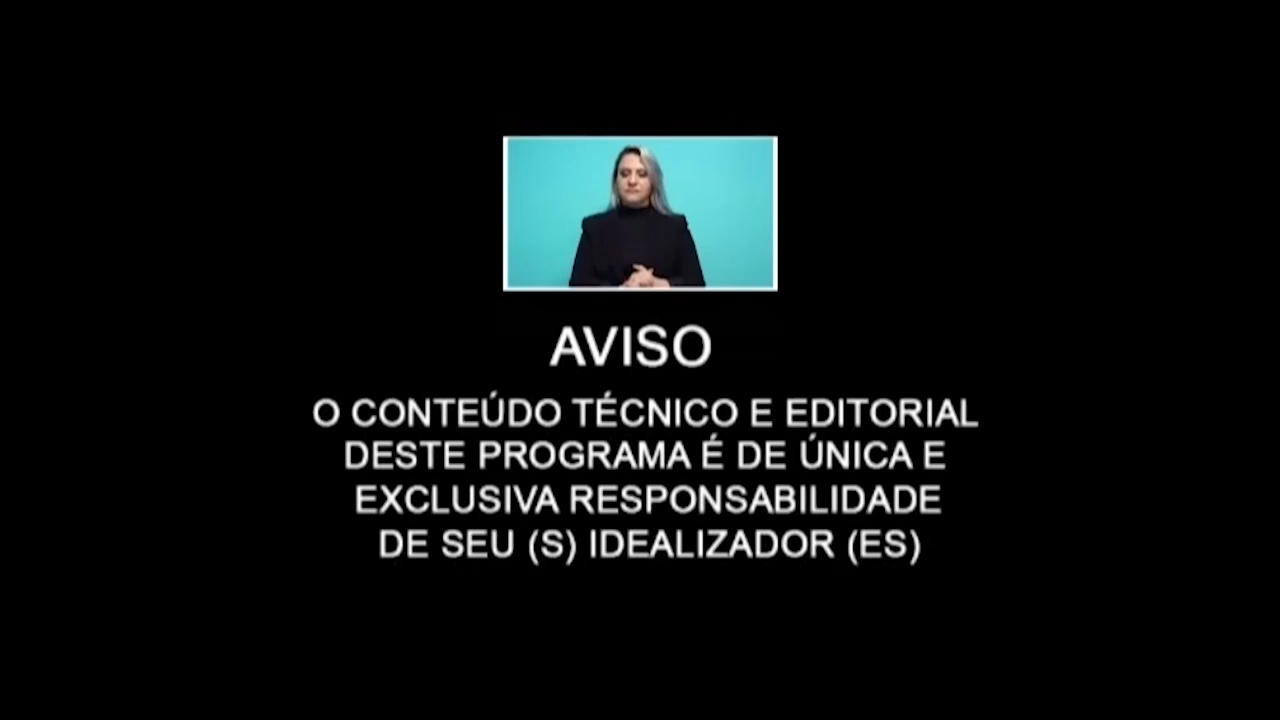 AVISO
O CONTEÚDO TÉCNICO E EDITORIAL
DESTE PROGRAMA É DE ÚNICA E
EXCLUSIVA RESPONSABILIDADE
DE SEU (S) IDEALIZADOR (ES)